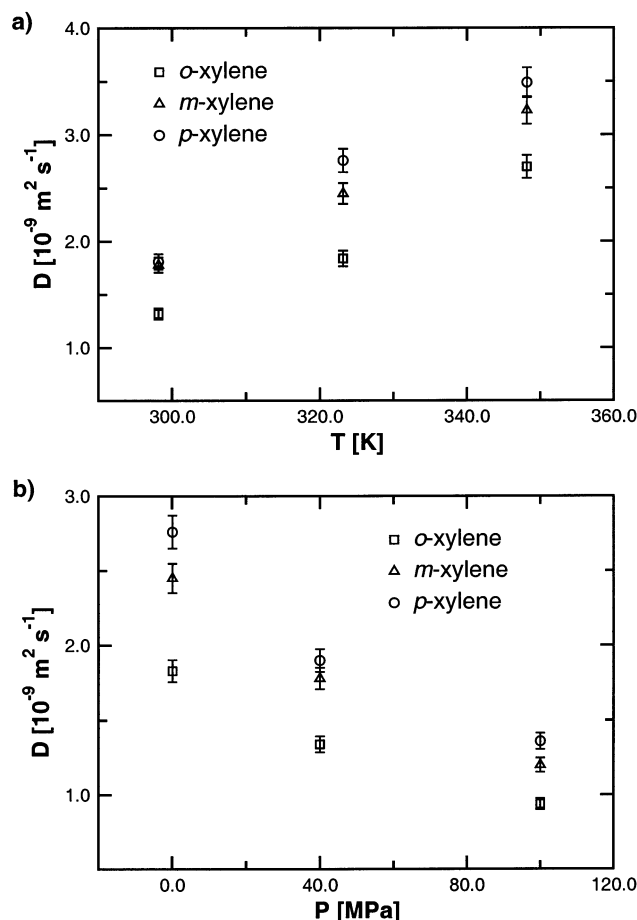 a)
4.0
3.0
2.0
1.0
D [10⁻⁹ m² s⁻¹]
o-xylene
m-xylene
p-xylene
300.0 320.0 340.0 360.0
T [K]
b)
3.0
2.0
1.0
D [10⁻⁹ m² s⁻¹]
o-xylene
m-xylene
p-xylene
0.0 40.0 80.0 120.0
P [MPa]